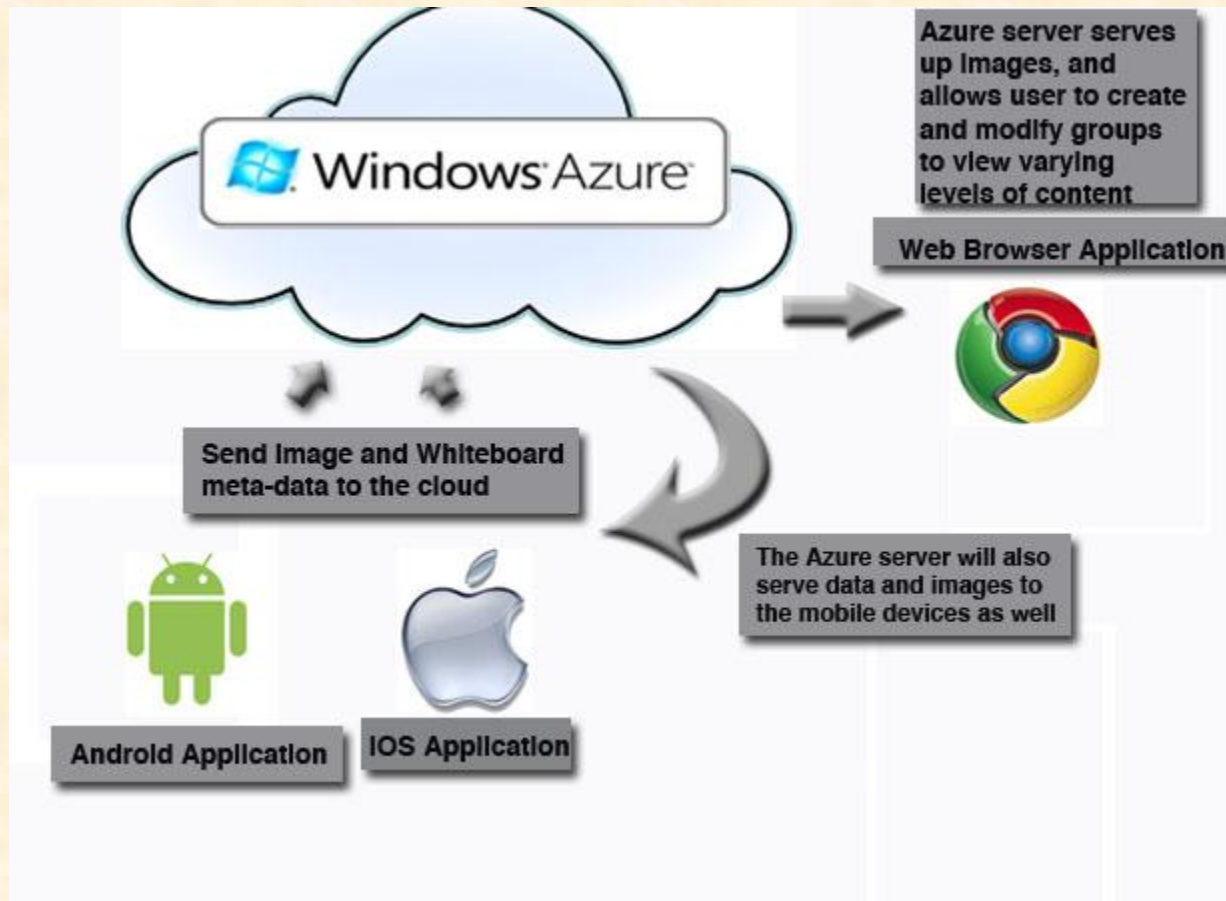 Azure server serves
up Images, and
allows user to create
and modify groups
to view varying
levels of content
Windows Azure
Web Browser Application
Send Image and Whiteboard
meta-data to the cloud
The Azure server will also
serve data and images to
the mobile devices as well
Android Application
IOS Application